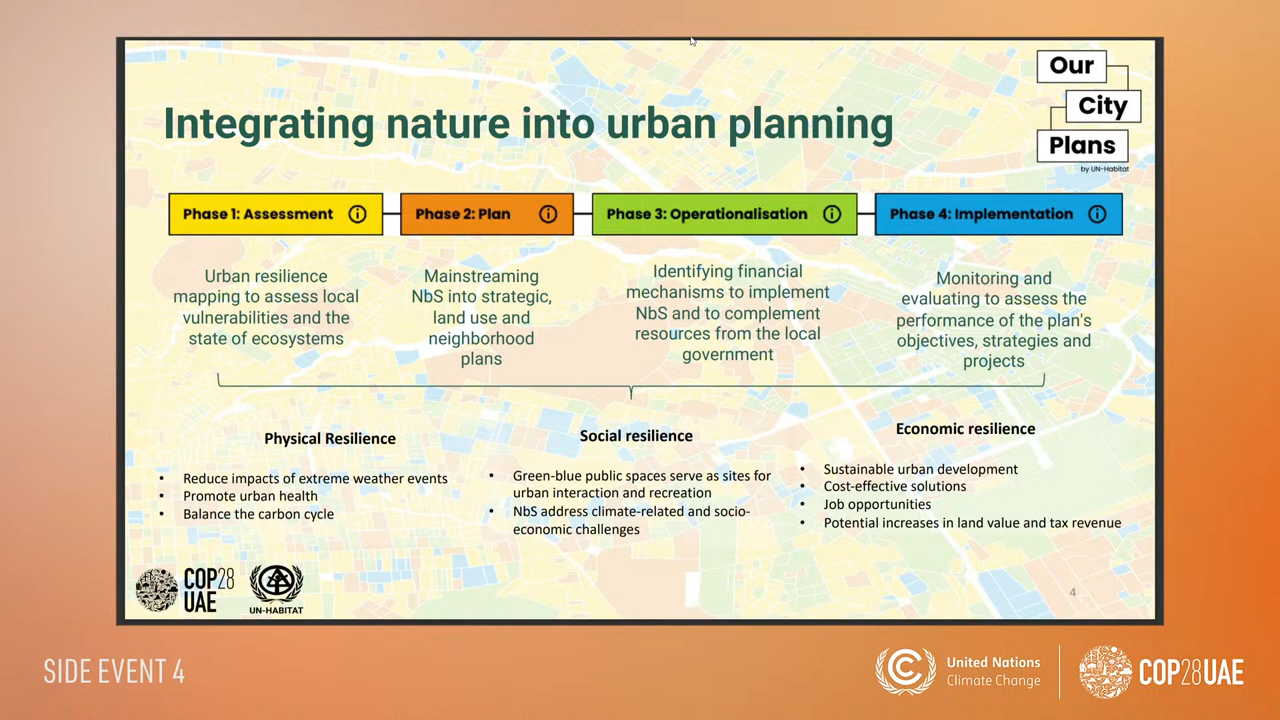 Our
City
Plans
by UN-Habitat
Integrating nature into urban planning
Phase 1: Assessment
Phase 2: Plan
Phase 3: Operationalisation
Phase 4: Implementation
Urban resilience
mapping to assess local
vulnerabilities and the
state of ecosystems
Mainstreaming
NbS into strategic,
land use and
neighborhood
plans
Identifying financial
mechanisms to implement
NbS and to complement
resources from the local
government
Monitoring and
evaluating to assess the
performance of the plan's
objectives, strategies and
projects
Physical Resilience
• Reduce impacts of extreme weather events
• Promote urban health
• Balance the carbon cycle
Social resilience
• Green-blue public spaces serve as sites for
urban interaction and recreation
• NbS address climate-related and socio-
economic challenges
Economic resilience
• Sustainable urban development
• Cost-effective solutions
• Job opportunities
• Potential increases in land value and tax revenue
COP28
UAE
UN-HABITAT
4
SIDE EVENT 4
United Nations
Climate Change
COP28UAE